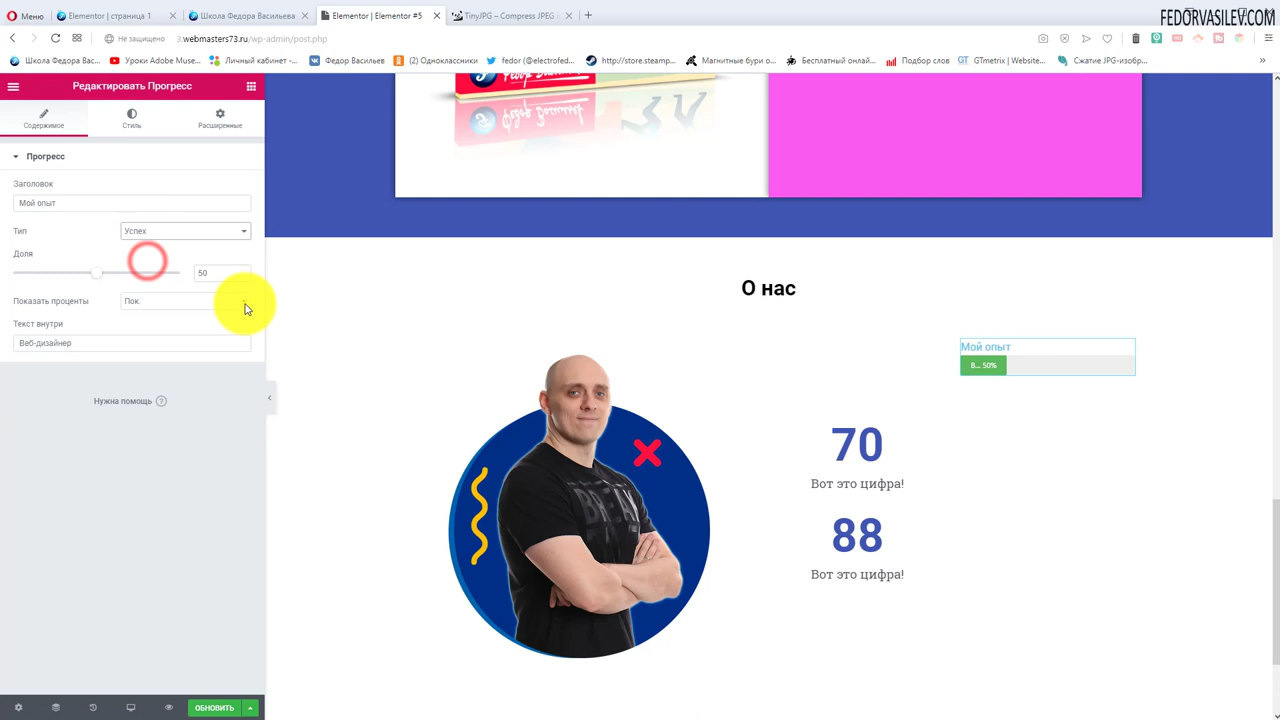 Меню
Elementor | страница 1
Школа Федора Васильева
Elementor | Elementor #5
TinyJPG – Compress JPEG
FEDORVASILEV.COM
Не защищено
3.webmasters73.ru/wp-admin/post.php
Школа Федора Вась...
Уроки Adobe Muse...
Личный кабинет -...
Федор Васильев
(2) Одноклассники
fedor (@electrofed...
http://store.steamp...
Магнитные бури о...
Бесплатный онлай...
Подбор слов
GTmetrix | Website...
Сжатие JPG-изобр...
Редактировать Прогресс
Содержимое
Стиль
Расширенные
Прогресс
Заголовок
Мой опыт
Тип
Успех
Доля
50
Показать проценты
Пок.
Текст внутри
Веб-дизайнер
Нужна помощь
ОБНОВИТЬ
О нас
Мой опыт
В... 50%
70
Вот это цифра!
88
Вот это цифра!